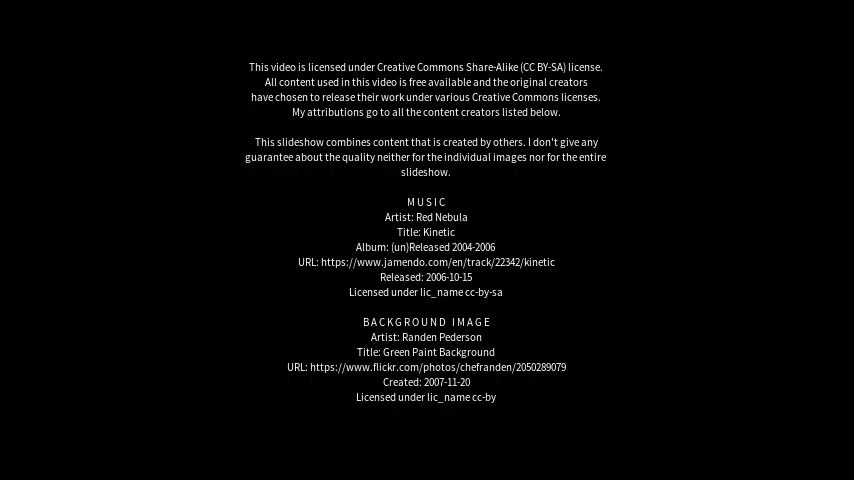 This video is licensed under Creative Commons Share-Alike (CC BY-SA) license.
All content used in this video is free available and the original creators
have chosen to release their work under various Creative Commons licenses.
My attributions go to all the content creators listed below.
This slideshow combines content that is created by others. I don't give any
guarantee about the quality neither for the individual images nor for the entire
slideshow.
MUSIC
Artist: Red Nebula
Title: Kinetic
Album: (un)Released 2004-2006
URL: https://www.jamendo.com/en/track/22342/kinetic
Released: 2006-10-15
Licensed under lic_name cc-by-sa
BACKGROUND IMAGE
Artist: Randen Pederson
Title: Green Paint Background
URL: https://www.flickr.com/photos/chefranden/2050289079
Created: 2007-11-20
Licensed under lic_name cc-by